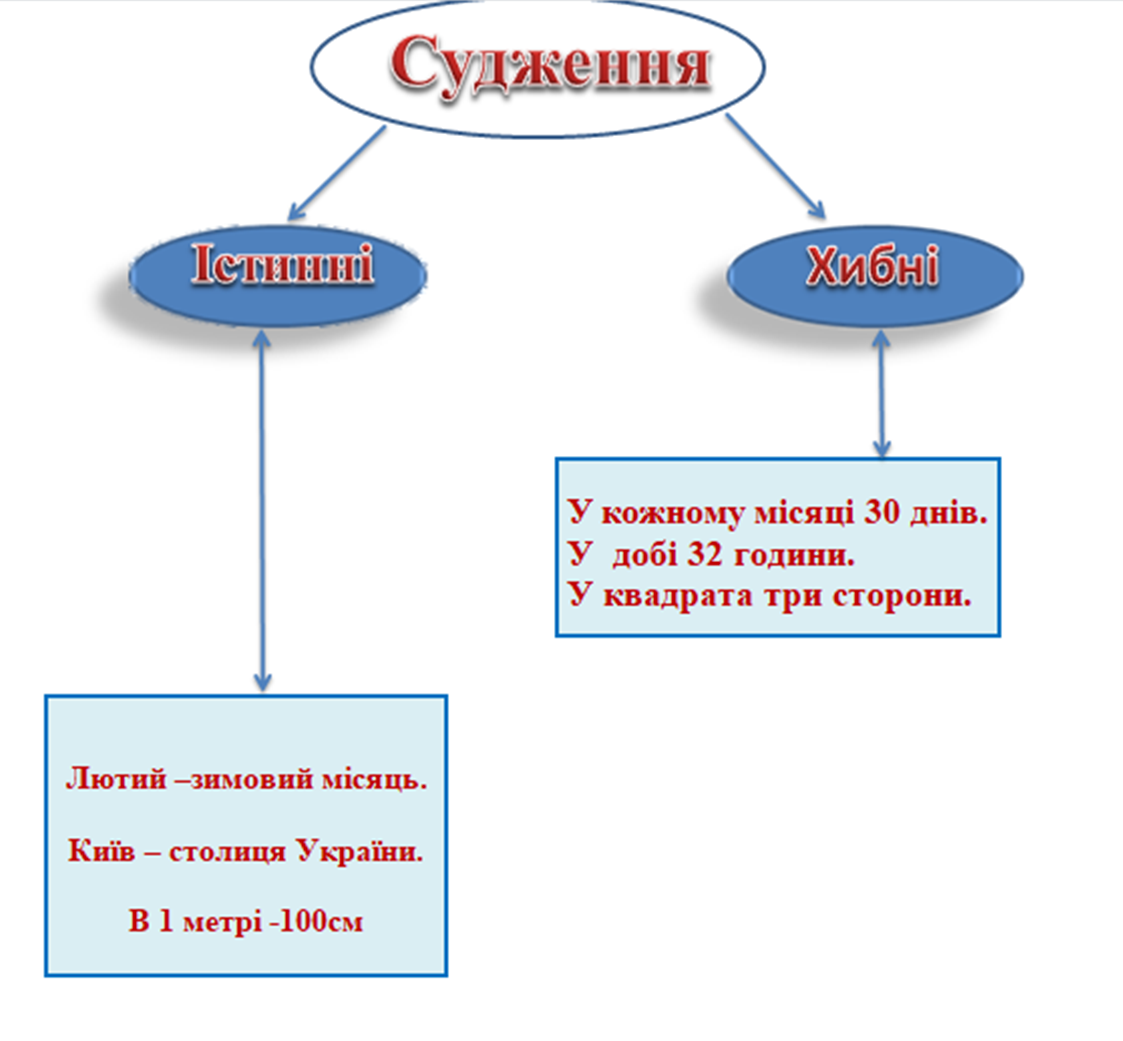 Судження
Істинні
Хибні
У кожному місяці 30 днів.
У добі 32 години.
У квадрата три сторони.
Лютий –зимовий місяць.
Київ – столиця України.
В 1 метрі -100см